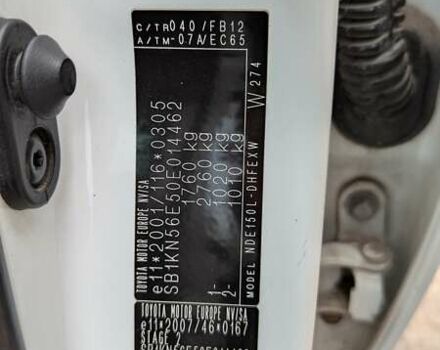 TOYOTA MOTOR EUROPE NV/SA
e11*2001/116*0305
SB1KN56E50E014462
1760 kg
2760 kg
1- 1020 kg
2- 1010 kg
MODEL NDE150L-DHFEXW
C/TR 040/FB12
A/TM -07A/EC65
W274
TOYOTA MOTOR EUROPE NV/SA
e11*2007/46*0167
STAGE 2